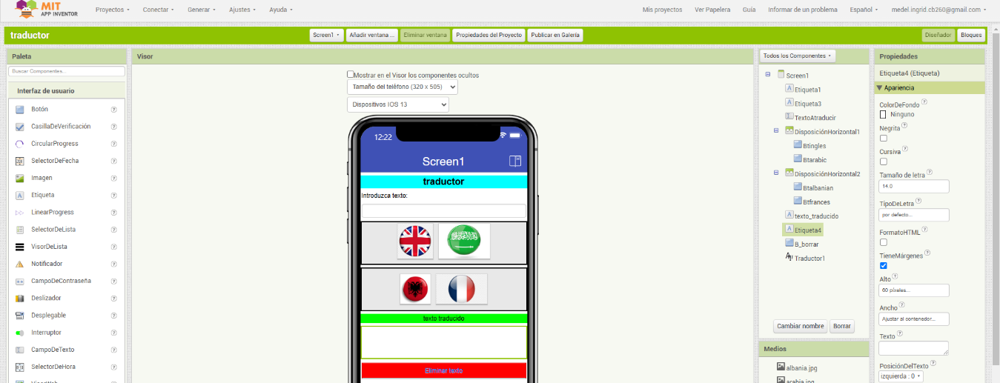 MIT
APP INVENTOR
Proyectos
Conectar
Generar
Ajustes
Ayuda
Mis proyectos
Ver Papelera
Guía
Informar de un problema
Español
medel.ingrid.cb260@gmail.com
traductor
Screen1
Añadir ventana ...
Eliminar ventana
Propiedades del Proyecto
Publicar en Galería
Diseñador
Bloques
Paleta
Buscar Componentes...
Interfaz de usuario
Botón
CasillaDeVerificación
CircularProgress
SelectorDeFecha
Imagen
Etiqueta
LinearProgress
SelectorDeLista
VisorDeLista
Notificador
CampoDeContraseña
Deslizador
Desplegable
Interruptor
CampoDeTexto
SelectorDeHora
VisorWeb
Visor
Mostrar en el Visor los componentes ocultos
Tamaño del teléfono (320 x 505)
Dispositivos IOS 13
12:22
Screen1
traductor
Introduzca texto:
texto traducido
Eliminar texto
Todos los Componentes
Screen1
Etiqueta1
Etiqueta3
TextoAtraducir
DisposiciónHorizontal1
Btingles
Btarabic
DisposiciónHorizontal2
Btalbanian
Btfrances
texto_traducido
Etiqueta4
B_borrar
Traductor1
Cambiar nombre
Borrar
Medios
albania.jpg
arabia.jpg
Propiedades
Etiqueta4 (Etiqueta)
Apariencia
ColorDeFondo
Ninguno
Negrita
Cursiva
Tamaño de letra
14.0
TipoDeLetra
por defecto...
FormatoHTML
TieneMárgenes
Alto
60 píxeles...
Ancho
Ajustar al contenedor...
Texto
PosiciónDelTexto
izquierda : 0